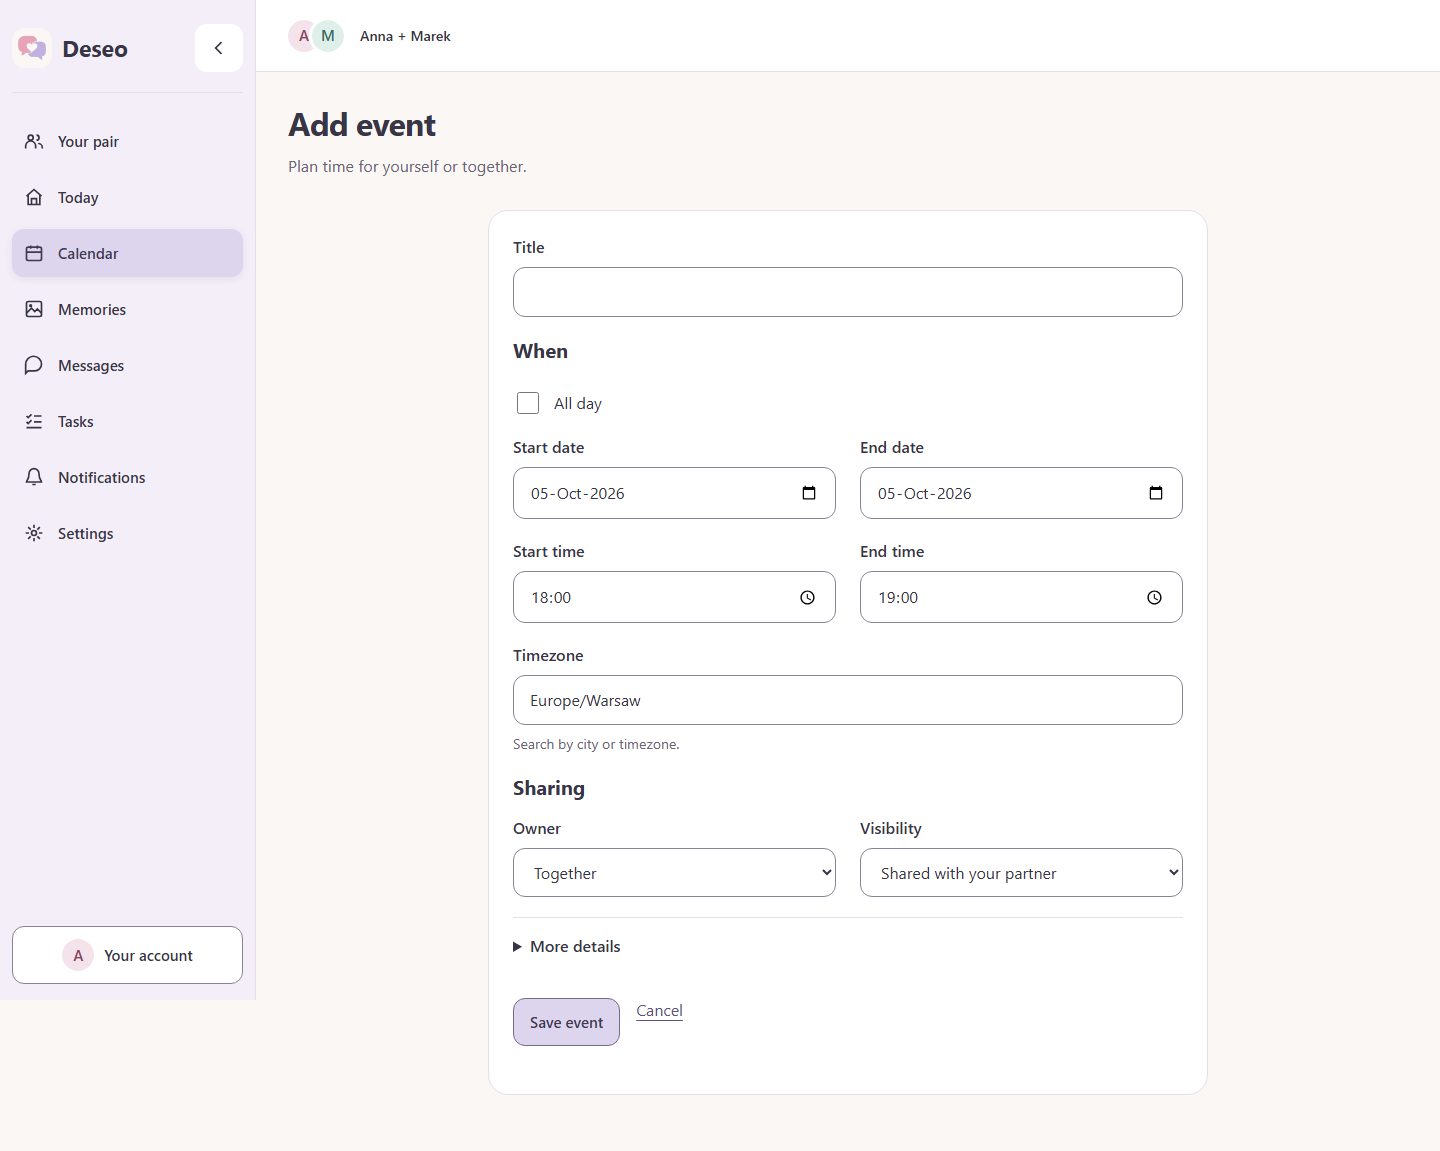 Deseo
Your pair
Today
Calendar
Memories
Messages
Tasks
Notifications
Settings
A Your account
A M Anna + Marek
Add event
Plan time for yourself or together.
Title
When
All day
Start date End date
05-Oct-2026 05-Oct-2026
Start time End time
18:00 19:00
Timezone
Europe/Warsaw
Search by city or timezone.
Sharing
Owner Visibility
Together Shared with your partner
More details
Save event Cancel